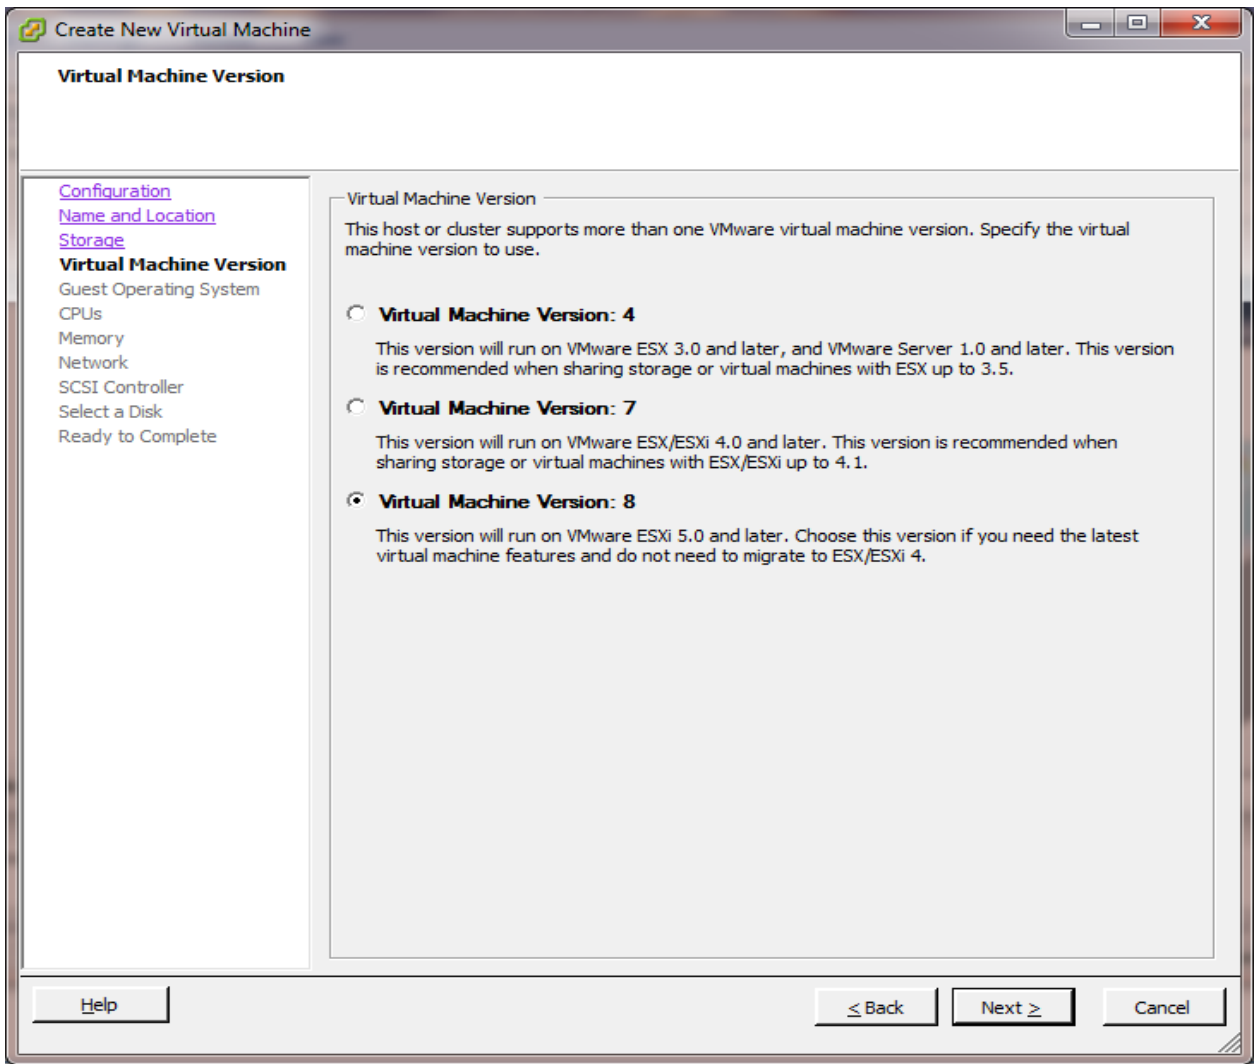 Create New Virtual Machine
Virtual Machine Version
Configuration
Name and Location
Storage
Virtual Machine Version
Guest Operating System
CPUs
Memory
Network
SCSI Controller
Select a Disk
Ready to Complete
Virtual Machine Version
This host or cluster supports more than one VMware virtual machine version. Specify the virtual
machine version to use.
Virtual Machine Version: 4
This version will run on VMware ESX 3.0 and later, and VMware Server 1.0 and later. This version
is recommended when sharing storage or virtual machines with ESX up to 3.5.
Virtual Machine Version: 7
This version will run on VMware ESX/ESXi 4.0 and later. This version is recommended when
sharing storage or virtual machines with ESX/ESXi up to 4.1.
Virtual Machine Version: 8
This version will run on VMware ESXi 5.0 and later. Choose this version if you need the latest
virtual machine features and do not need to migrate to ESX/ESXi 4.
Help
< Back
Next >
Cancel